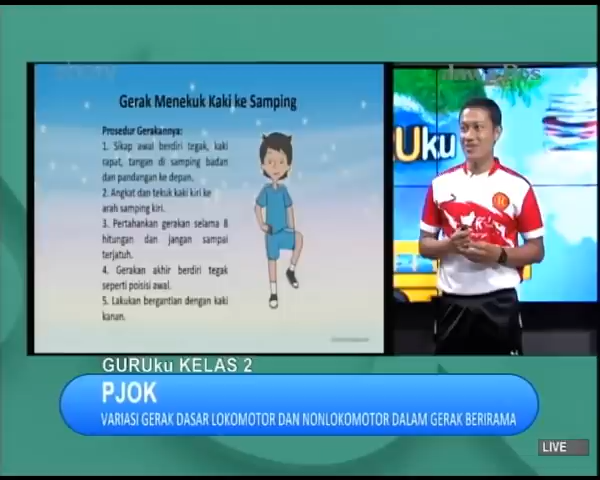 Gerak Menekuk Kaki ke Samping
Prosedur Gerakannya:
1. Sikap awal berdiri tegak, kaki
rapat, tangan di samping badan
dan pandangan ke depan.
2. Angkat dan tekuk kaki kiri ke
arah samping kiri.
3. Pertahankan gerakan selama 8
hitungan dan jangan sampai
terjatuh.
4. Gerakan akhir berdiri tegak
seperti poisisi awal.
5. Lakukan bergantian dengan kaki
kanan.
Uku
GURUku KELAS 2
PJOK
VARIASI GERAK DASAR LOKOMOTOR DAN NONLOKOMOTOR DALAM GERAK BERIRAMA
LIVE